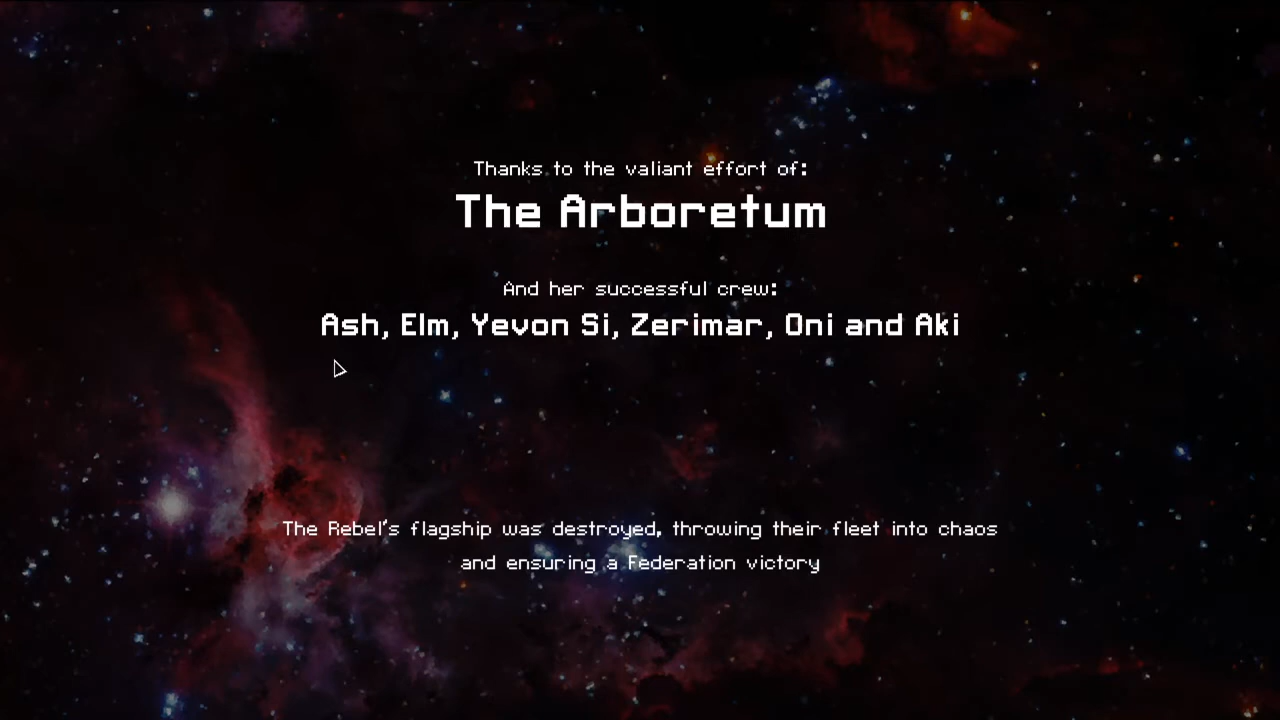 Thanks to the valiant effort of:
The Arboretum
And her successful crew:
Ash, Elm, Yevon Si, Zerimar, Oni and Aki
The Rebel's flagship was destroyed, throwing their fleet into chaos
and ensuring a Federation victory